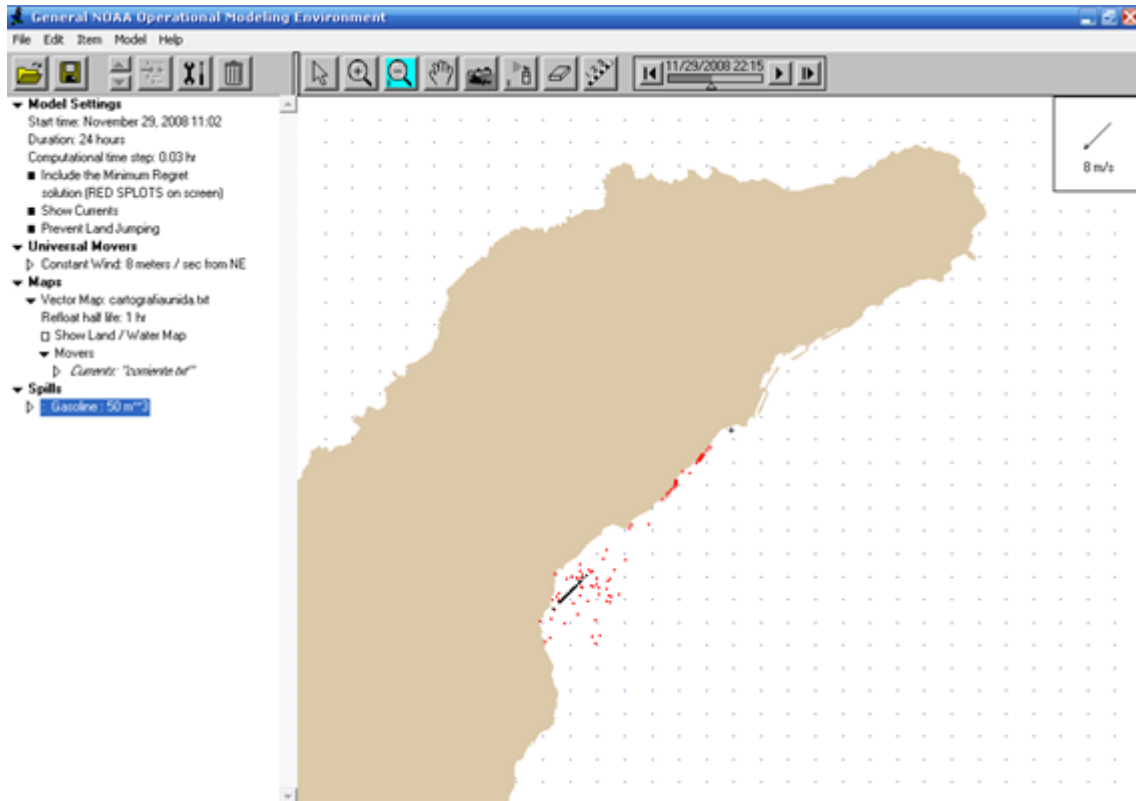 General NOAA Operational Modeling Environment
File Edit Item Model Help
11/29/2008 22:15
Model Settings
Start time: November 29, 2008 11:02
Duration: 24 hours
Computational time step: 0.03 hr
Include the Minimum Regret
solution (RED SPLOTS on screen)
Show Currents
Prevent Land Jumping
Universal Movers
Constant Wind: 8 meters / sec from NE
Maps
Vector Map: cartografiaunida.txt
Refloat half life: 1 hr
Show Land / Water Map
Movers
Currents: "corriente.txt"
Spills
: Gasoline : 50 m**3
8 m/s